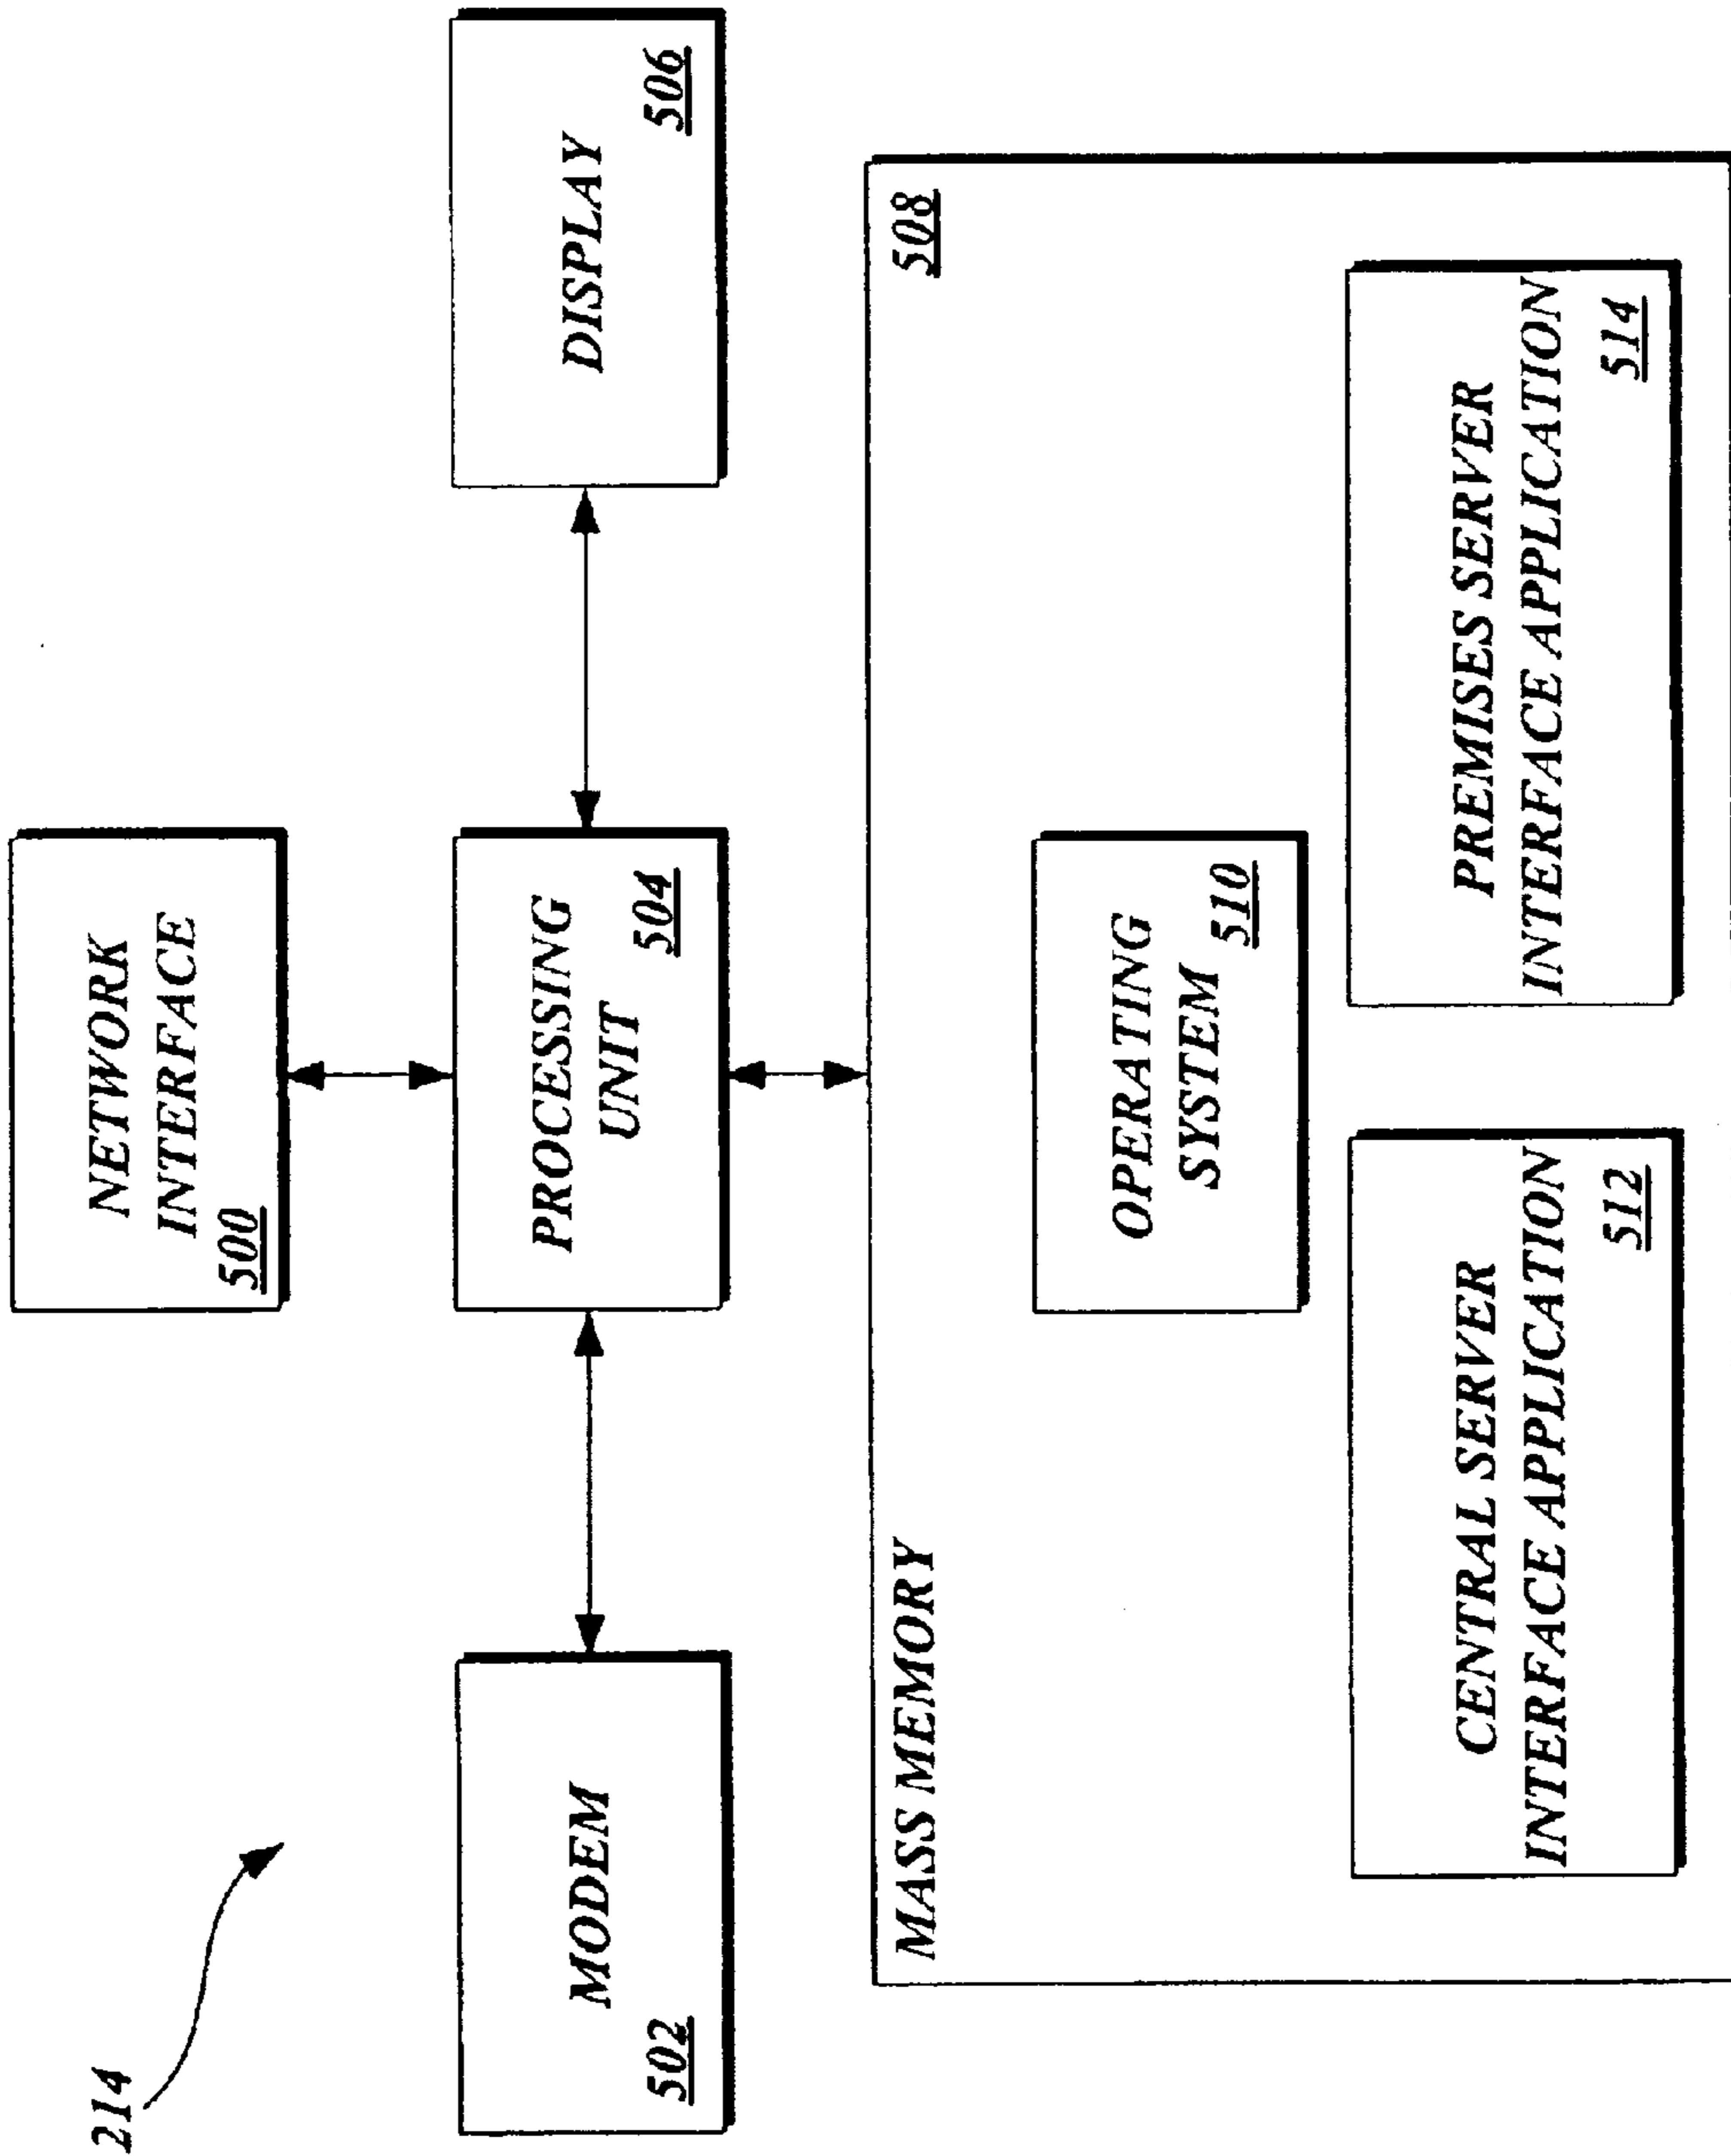 214
NETWORK
INTERFACE
500
MODEM
502
PROCESSING
UNIT
504
DISPLAY
506
MASS MEMORY
508
OPERATING
SYSTEM
510
CENTRAL SERVER
INTERFACE APPLICATION
512
PREMISES SERVER
INTERFACE APPLICATION
514